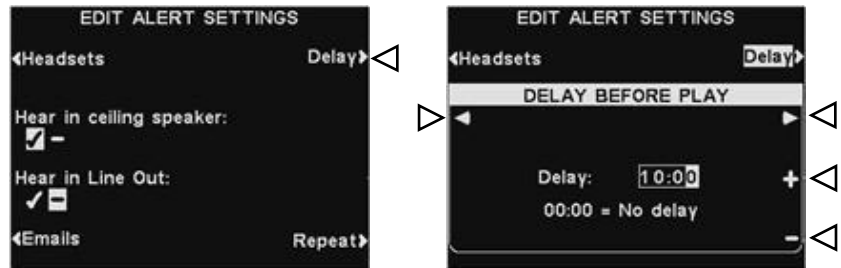 EDIT ALERT SETTINGS
Headsets Delay
Hear in ceiling speaker:
✓ –
Hear in Line Out:
✓ –
Emails Repeat
EDIT ALERT SETTINGS
Headsets Delay
DELAY BEFORE PLAY
Delay: 10:00 +
00:00 = No delay
–